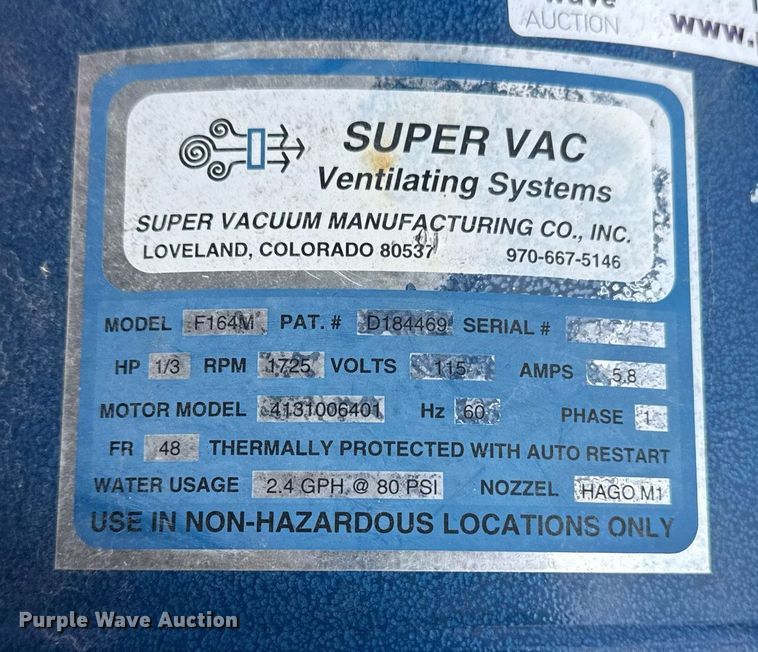 AUCTION
www.
SUPER VAC
Ventilating Systems
SUPER VACUUM MANUFACTURING CO., INC.
LOVELAND, COLORADO 80537 970-667-5146
MODEL F164M PAT. # D184469 SERIAL #
HP 1/3 RPM 1725 VOLTS 115 AMPS 5.8
MOTOR MODEL 4131006401 Hz 60 PHASE 1
FR 48 THERMALLY PROTECTED WITH AUTO RESTART
WATER USAGE 2.4 GPH @ 80 PSI NOZZEL HAGO M1
USE IN NON-HAZARDOUS LOCATIONS ONLY
Purple Wave Auction